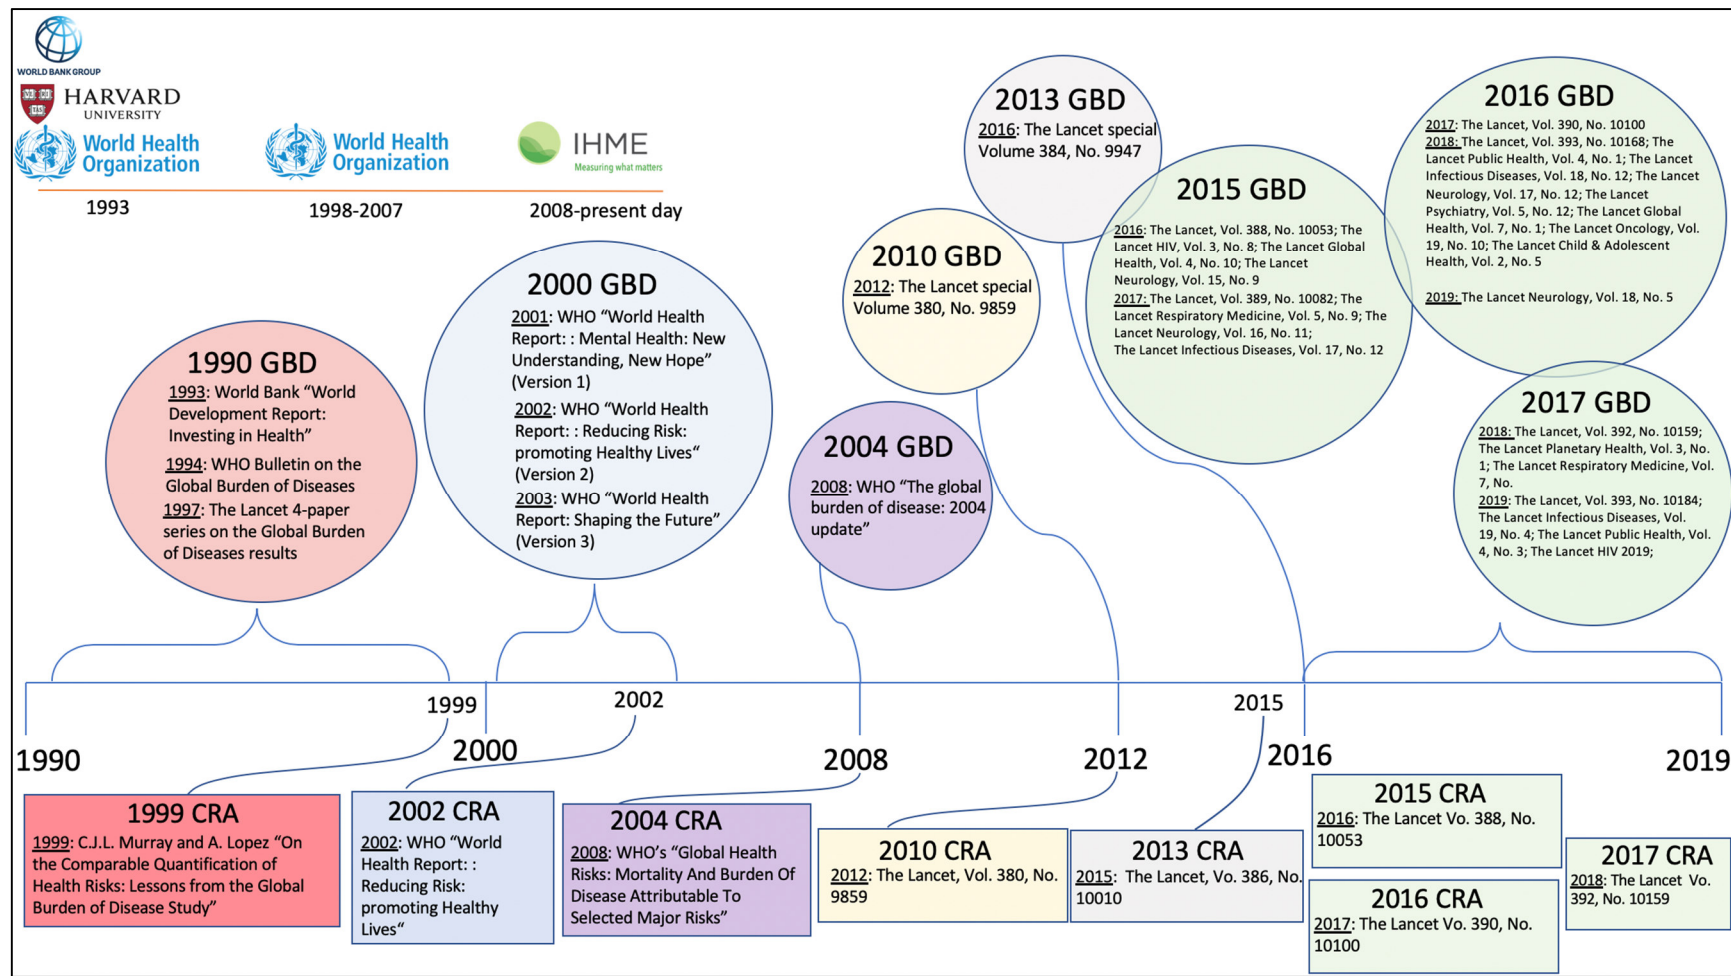 WORLD BANK GROUP
HARVARD
UNIVERSITY
World Health
Organization
World Health
Organization
IHME
Measuring what matters
1993
1998-2007
2008-present day
1990 GBD
1993: World Bank “World
Development Report:
Investing in Health”
1994: WHO Bulletin on the
Global Burden of Diseases
1997: The Lancet 4-paper
series on the Global Burden
of Diseases results
2000 GBD
2001: WHO “World Health
Report: : Mental Health: New
Understanding, New Hope”
(Version 1)
2002: WHO “World Health
Report: : Reducing Risk:
promoting Healthy Lives“
(Version 2)
2003: WHO “World Health
Report: Shaping the Future”
(Version 3)
2004 GBD
2008: WHO “The global
burden of disease: 2004
update”
2010 GBD
2012: The Lancet special
Volume 380, No. 9859
2013 GBD
2016: The Lancet special
Volume 384, No. 9947
2015 GBD
2016: The Lancet, Vol. 388, No. 10053; The
Lancet HIV, Vol. 3, No. 8; The Lancet Global
Health, Vol. 4, No. 10; The Lancet
Neurology, Vol. 15, No. 9
2017: The Lancet, Vol. 389, No. 10082; The
Lancet Respiratory Medicine, Vol. 5, No. 9; The
Lancet Neurology, Vol. 16, No. 11;
The Lancet Infectious Diseases, Vol. 17, No. 12
2016 GBD
2017: The Lancet, Vol. 390, No. 10100
2018: The Lancet, Vol. 393, No. 10168; The
Lancet Public Health, Vol. 4, No. 1; The Lancet
Infectious Diseases, Vol. 18, No. 12; The Lancet
Neurology, Vol. 17, No. 12; The Lancet
Psychiatry, Vol. 5, No. 12; The Lancet Global
Health, Vol. 7, No. 1; The Lancet Oncology, Vol.
19, No. 10; The Lancet Child & Adolescent
Health, Vol. 2, No. 5
2019: The Lancet Neurology, Vol. 18, No. 5
2017 GBD
2018: The Lancet, Vol. 392, No. 10159;
The Lancet Planetary Health, Vol. 3, No.
1; The Lancet Respiratory Medicine, Vol.
7, No.
2019: The Lancet, Vol. 393, No. 10184;
The Lancet Infectious Diseases, Vol.
19, No. 4; The Lancet Public Health, Vol.
4, No. 3; The Lancet HIV 2019;
1999
2002
2015
1990
2000
2008
2012
2016
2019
1999 CRA
1999: C.J.L. Murray and A. Lopez “On
the Comparable Quantification of
Health Risks: Lessons from the Global
Burden of Disease Study”
2002 CRA
2002: WHO “World
Health Report: :
Reducing Risk:
promoting Healthy
Lives“
2004 CRA
2008: WHO’s “Global Health
Risks: Mortality And Burden Of
Disease Attributable To
Selected Major Risks”
2010 CRA
2012: The Lancet, Vol. 380, No.
9859
2013 CRA
2015: The Lancet, Vo. 386, No.
10010
2015 CRA
2016: The Lancet Vo. 388, No.
10053
2016 CRA
2017: The Lancet Vo. 390, No.
10100
2017 CRA
2018: The Lancet Vo.
392, No. 10159